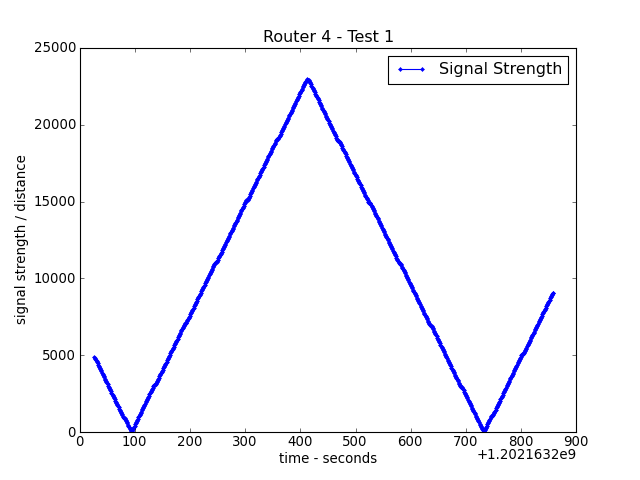 Router 4 - Test 1
Signal Strength
25000
20000
15000
10000
5000
0
signal strength / distance
0 100 200 300 400 500 600 700 800 900
time - seconds
+1.2021632e9